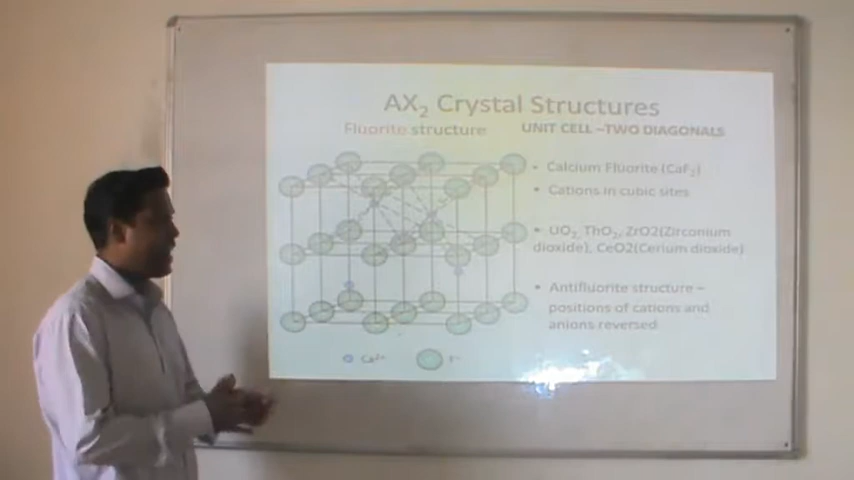 AX₂ Crystal Structures
Fluorite structure
UNIT CELL –TWO DIAGONALS
• Calcium Fluorite (CaF₂)
• Cations in cubic sites
• UO₂, ThO₂, ZrO2(Zirconium
dioxide), CeO2(Cerium dioxide)
• Antifluorite structure –
positions of cations and
anions reversed
Ca²⁺
F⁻